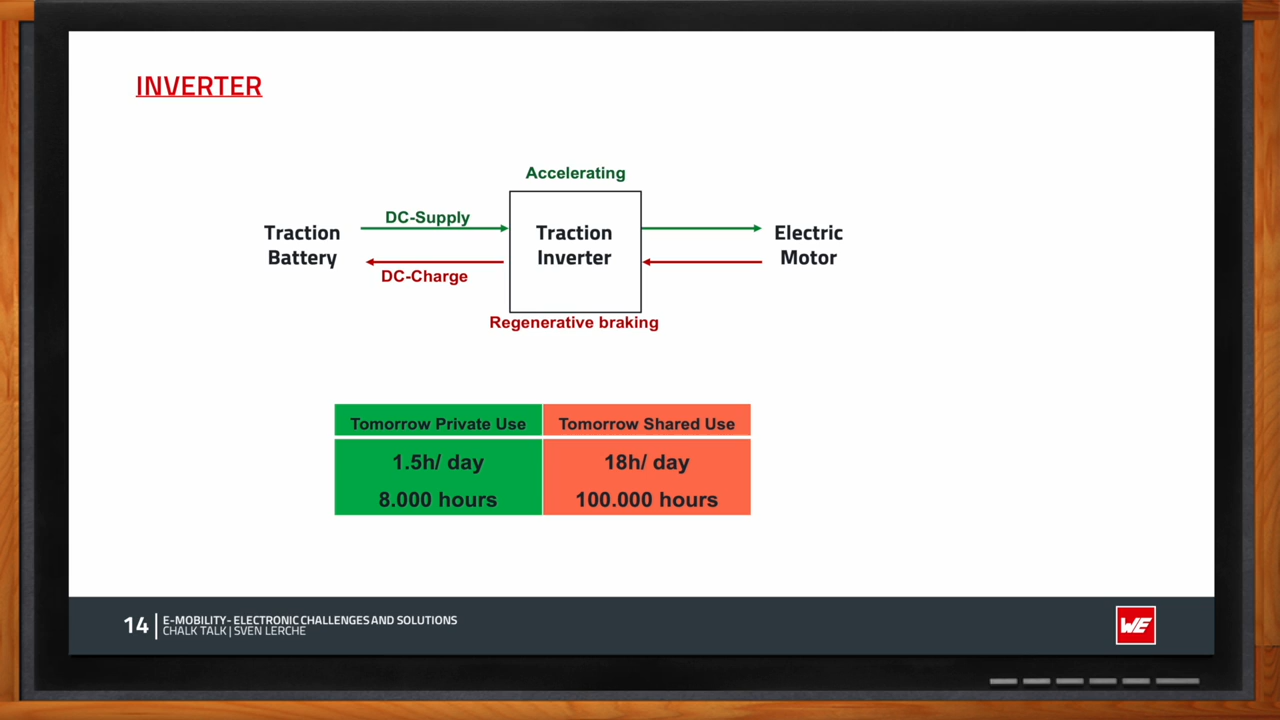 INVERTER
Accelerating
DC-Supply
Traction
Battery
Traction
Inverter
Electric
Motor
DC-Charge
Regenerative braking
Tomorrow Private Use
Tomorrow Shared Use
1.5h/ day
18h/ day
8.000 hours
100.000 hours
14
E-MOBILITY- ELECTRONIC CHALLENGES AND SOLUTIONS
CHALK TALK | SVEN LERCHE
WE